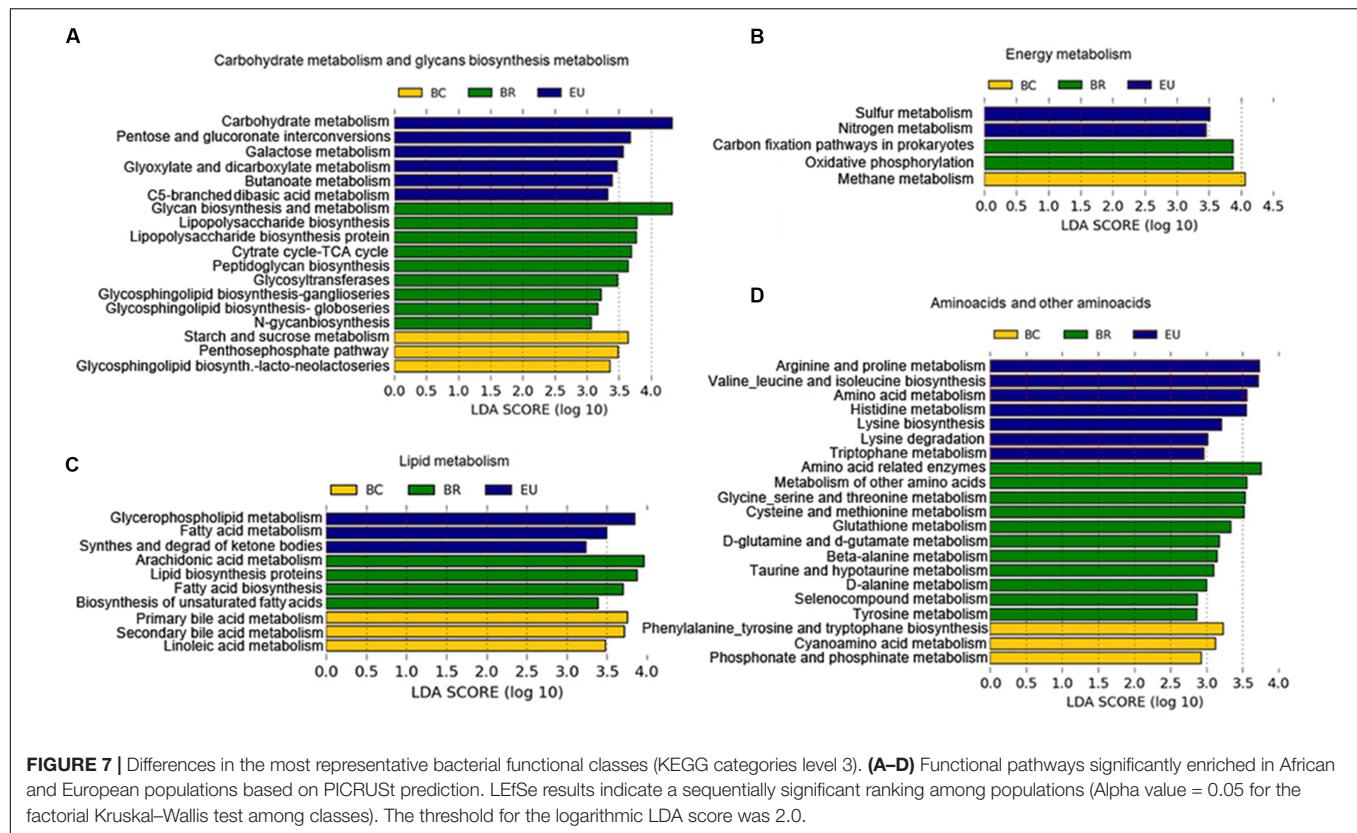 A
Carbohydrate metabolism and glycans biosynthesis metabolism
BC BR EU
Carbohydrate metabolism
Pentose and glucoronate interconversions
Galactose metabolism
Glyoxylate and dicarboxylate metabolism
Butanoate metabolism
C5-branched dibasic acid metabolism
Glycan biosynthesis and metabolism
Lipopolysaccharide biosynthesis
Lipopolysaccharide biosynthesis protein
Cytrate cycle-TCA cycle
Peptidoglycan biosynthesis
Glycosyltransferases
Glycosphingolipid biosynthesis-ganglioseries
Glycosphingolipid biosynthesis- globoseries
N-gycanbiosynthesis
Starch and sucrose metabolism
Penthosephosphate pathway
Glycosphingolipid biosynth.-lacto-neolactoseries
0.0 0.5 1.0 1.5 2.0 2.5 3.0 3.5 4.0
LDA SCORE (log 10)
B
Energy metabolism
BC BR EU
Sulfur metabolism
Nitrogen metabolism
Carbon fixation pathways in prokaryotes
Oxidative phosphorylation
Methane metabolism
0.0 0.5 1.0 1.5 2.0 2.5 3.0 3.5 4.0 4.5
LDA SCORE (log 10)
C
Lipid metabolism
BC BR EU
Glycerophospholipid metabolism
Fatty acid metabolism
Synthes and degrad of ketone bodies
Arachidonic acid metabolism
Lipid biosynthesis proteins
Fatty acid biosynthesis
Biosynthesis of unsaturated fatty acids
Primary bile acid metabolism
Secondary bile acid metabolism
Linoleic acid metabolism
0.0 0.5 1.0 1.5 2.0 2.5 3.0 3.5 4.0
LDA SCORE (log 10)
D
Aminoacids and other aminoacids
BC BR EU
Arginine and proline metabolism
Valine_leucine and isoleucine biosynthesis
Amino acid metabolism
Histidine metabolism
Lysine biosynthesis
Lysine degradation
Triptophane metabolism
Amino acid related enzymes
Metabolism of other amino acids
Glycine_serine and threonine metabolism
Cysteine and methionine metabolism
Glutathione metabolism
D-glutamine and d-gutamate metabolism
Beta-alanine metabolism
Taurine and hypotaurine metabolism
D-alanine metabolism
Selenocompound metabolism
Tyrosine metabolism
Phenylalanine_tyrosine and tryptophane biosynthesis
Cyanoamino acid metabolism
Phosphonate and phosphinate metabolism
0.0 0.5 1.0 1.5 2.0 2.5 3.0 3.5 4.0
LDA SCORE (log 10)
FIGURE 7 | Differences in the most representative bacterial functional classes (KEGG categories level 3). (A–D) Functional pathways significantly enriched in African
and European populations based on PICRUSt prediction. LEfSe results indicate a sequentially significant ranking among populations (Alpha value = 0.05 for the
factorial Kruskal–Wallis test among classes). The threshold for the logarithmic LDA score was 2.0.